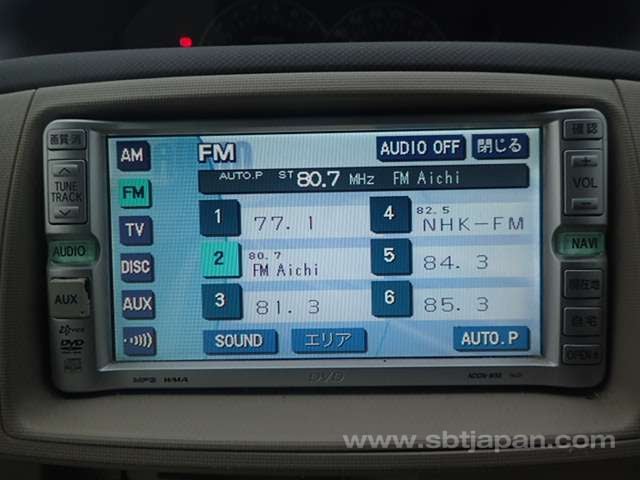 画質 消
確認
AM
FM
AUDIO OFF
閉じる
TUNE
TRACK
+
VOL
-
FM
AUTO.P ST 80.7 MHz FM Aichi
1 77.1
4 82.5 NHK-FM
TV
AUDIO
2 80.7 FM Aichi
5 84.3
NAVI
DISC
AUX
AUX
3 81.3
6 85.3
現在地
自宅
SOUND
エリア
AUTO.P
DVD
OPEN
MP3 WMA
DVD
www.sbtjapan.com